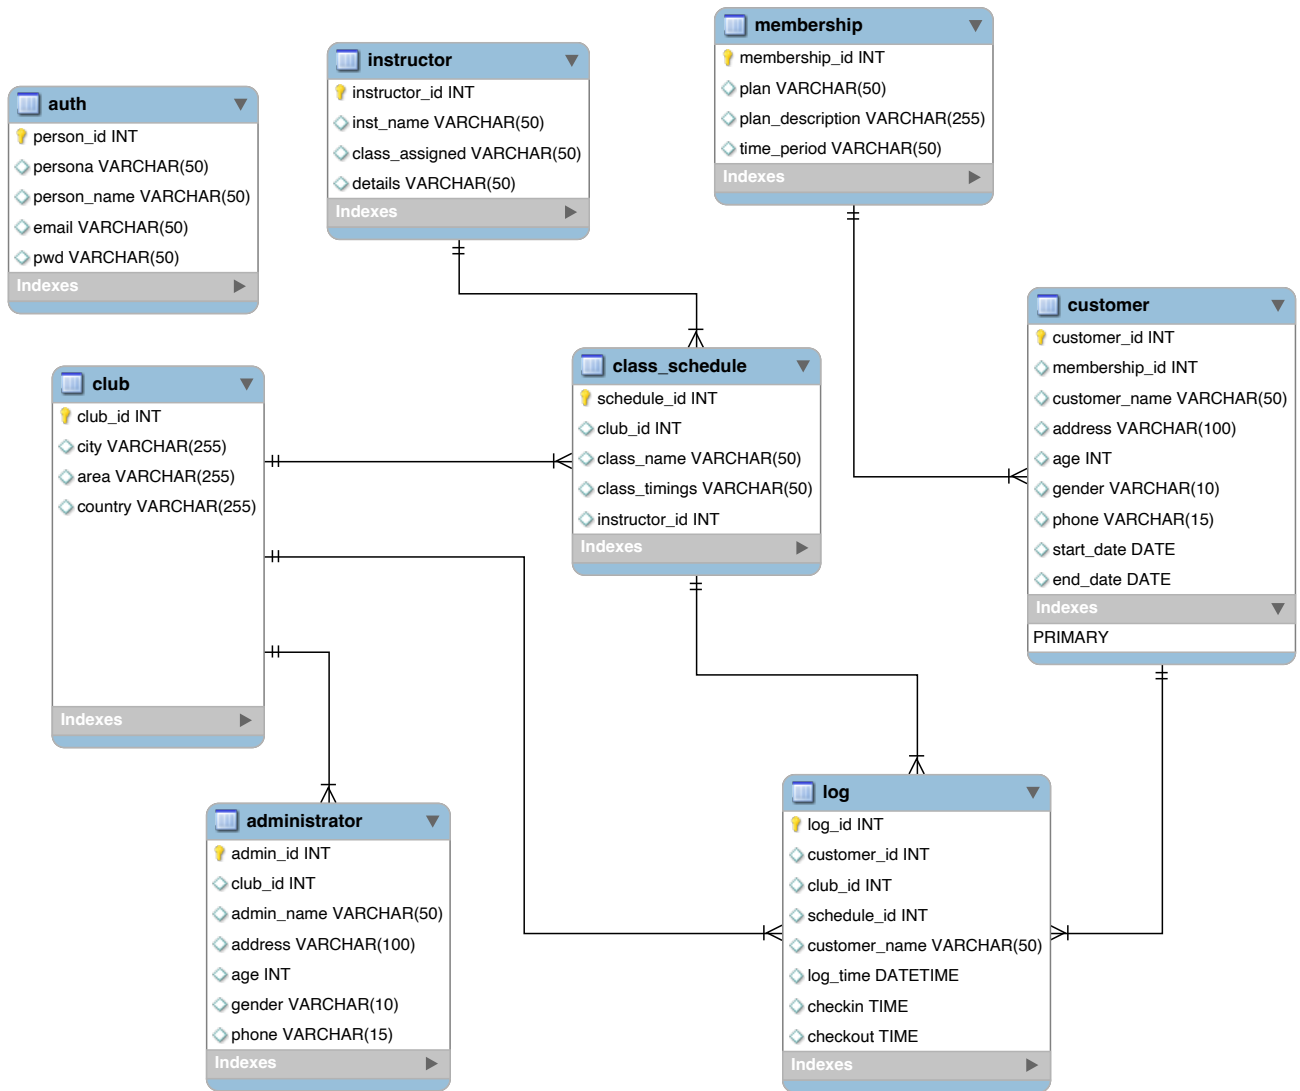 auth
person_id INT
persona VARCHAR(50)
person_name VARCHAR(50)
email VARCHAR(50)
pwd VARCHAR(50)
Indexes
instructor
instructor_id INT
inst_name VARCHAR(50)
class_assigned VARCHAR(50)
details VARCHAR(50)
Indexes
membership
membership_id INT
plan VARCHAR(50)
plan_description VARCHAR(255)
time_period VARCHAR(50)
Indexes
club
club_id INT
city VARCHAR(255)
area VARCHAR(255)
country VARCHAR(255)
Indexes
class_schedule
schedule_id INT
club_id INT
class_name VARCHAR(50)
class_timings VARCHAR(50)
instructor_id INT
Indexes
customer
customer_id INT
membership_id INT
customer_name VARCHAR(50)
address VARCHAR(100)
age INT
gender VARCHAR(10)
phone VARCHAR(15)
start_date DATE
end_date DATE
Indexes
PRIMARY
administrator
admin_id INT
club_id INT
admin_name VARCHAR(50)
address VARCHAR(100)
age INT
gender VARCHAR(10)
phone VARCHAR(15)
Indexes
log
log_id INT
customer_id INT
club_id INT
schedule_id INT
customer_name VARCHAR(50)
log_time DATETIME
checkin TIME
checkout TIME
Indexes